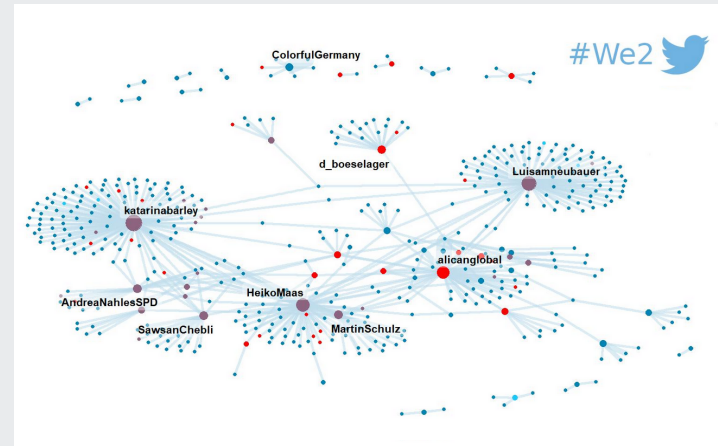 #We2
ColorfulGermany
d_boeselager
Luisamneubauer
katarinabarley
alicanglobal
HeikoMaas
AndreaNahlesSPD
SawsanChebli
MartinSchulz